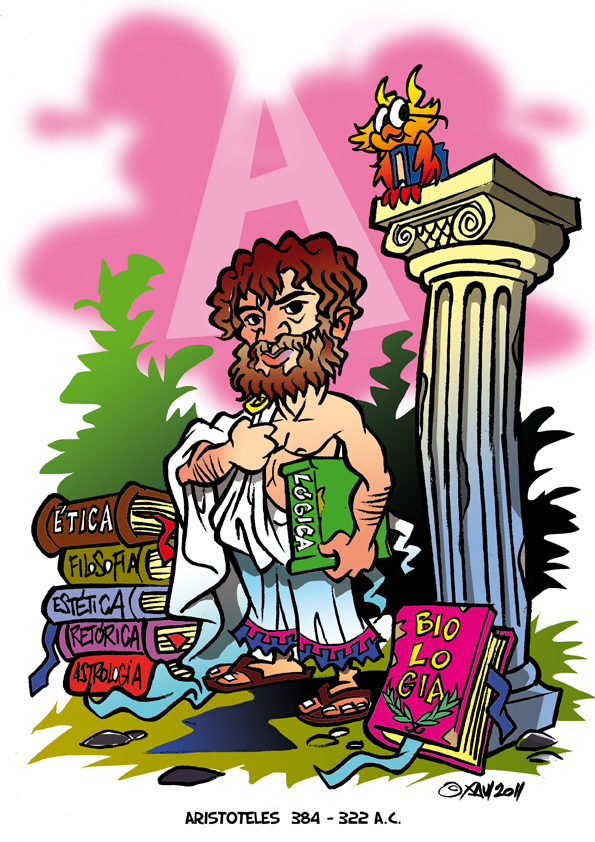 A
LÓGICA
ÉTICA
FILOSOFIA
ESTÉTICA
RETÓRICA
ASTROLOGIA
BIO
LO
GIA
© XAVI 2011
ARISTOTELES 384 - 322 A.C.